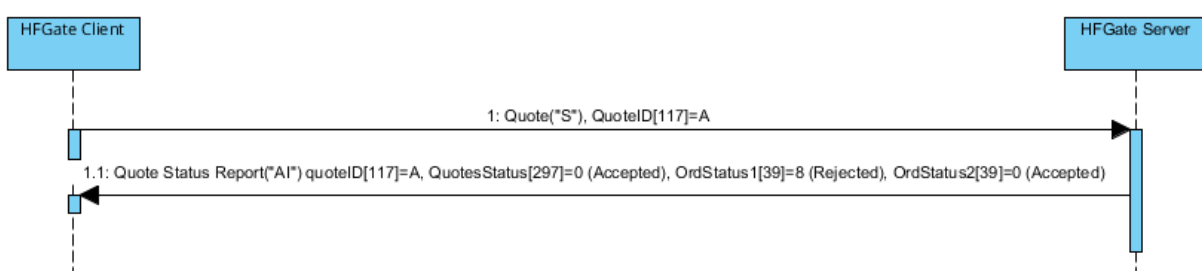 HFGate Client
HFGate Server
1: Quote("S"), QuoteID[117]=A
1.1: Quote Status Report("AI") quoteID[117]=A, QuotesStatus[297]=0 (Accepted), OrdStatus1[39]=8 (Rejected), OrdStatus2[39]=0 (Accepted)